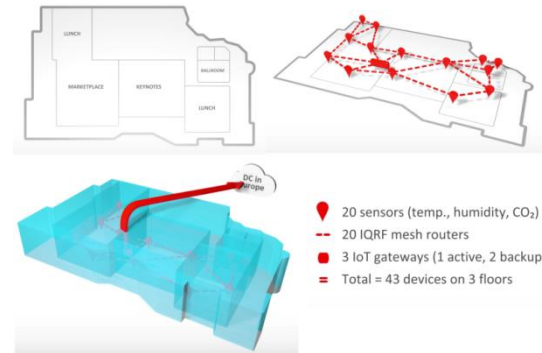 LUNCH
MARKETPLACE
KEYNOTES
BALLROOMS
LUNCH
DC in
Europe
20 sensors (temp., humidity, CO₂)
20 IQRF mesh routers
3 IoT gateways (1 active, 2 backup
Total = 43 devices on 3 floors